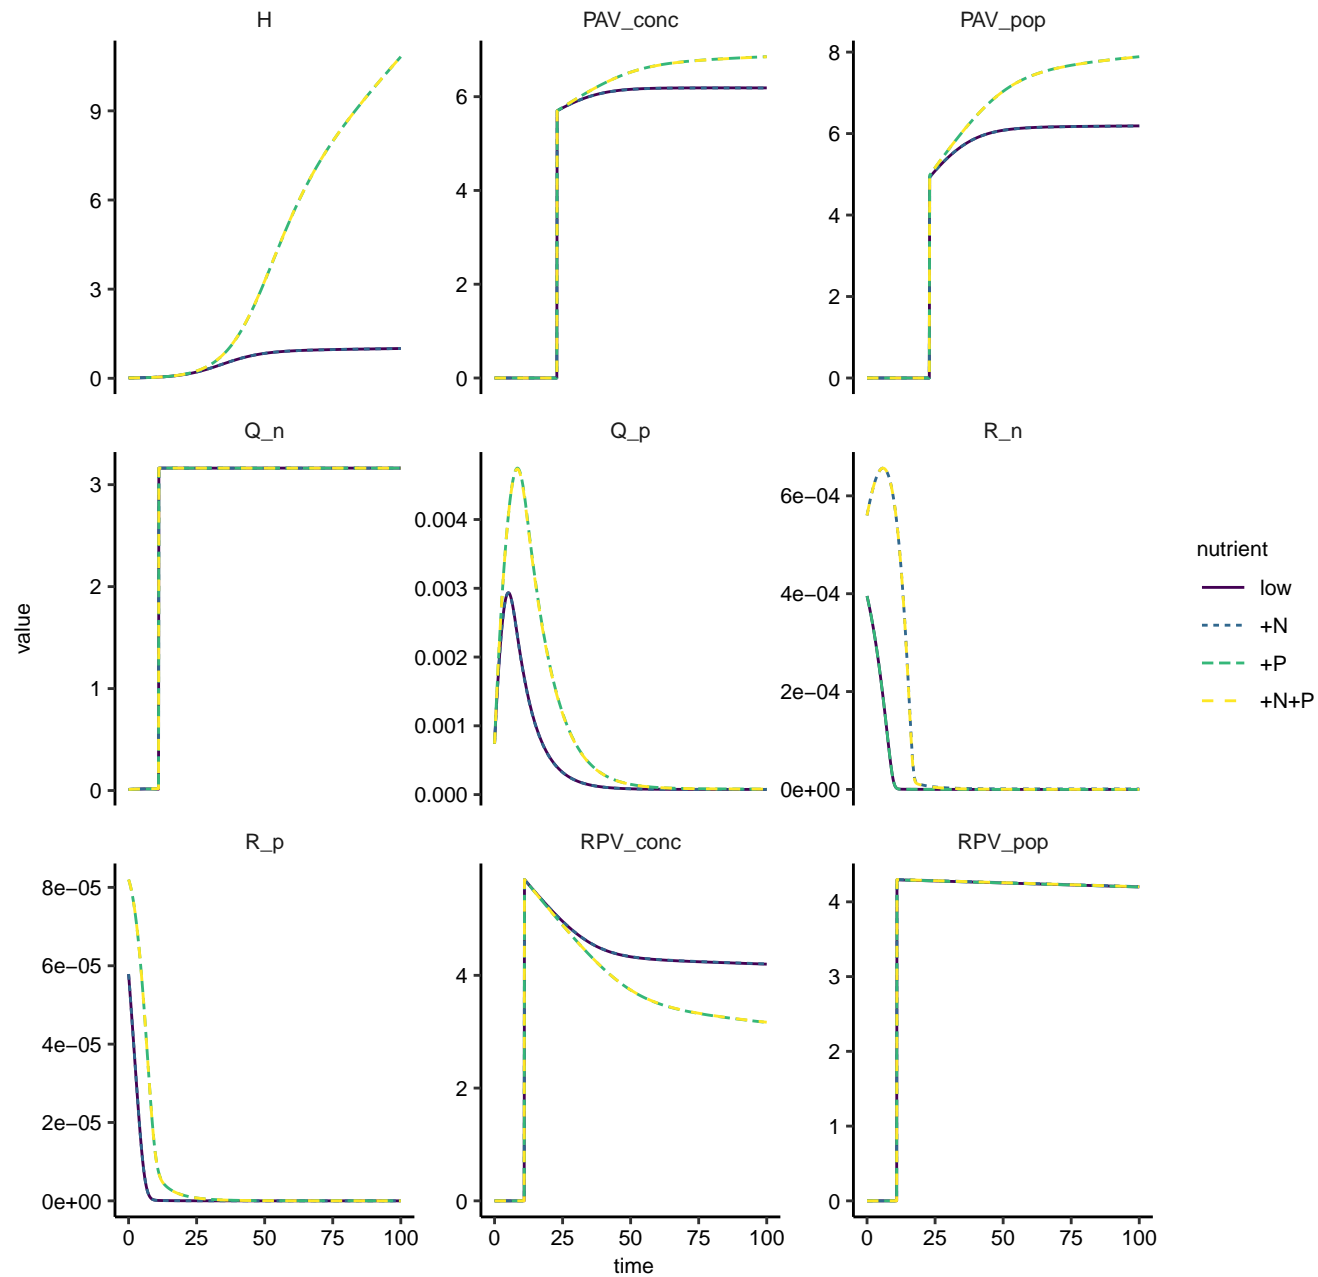 H
PAV_conc
PAV_pop
9
6
3
0
6
4
2
0
8
6
4
2
0
Q_n
Q_p
R_n
3
2
1
0
0.004
0.003
0.002
0.001
0.000
6e−04
4e−04
2e−04
0e+00
value
nutrient
low
+N
+P
+N+P
R_p
RPV_conc
RPV_pop
8e−05
6e−05
4e−05
2e−05
0e+00
4
2
0
4
3
2
1
0
0 25 50 75 100
0 25 50 75 100
0 25 50 75 100
time